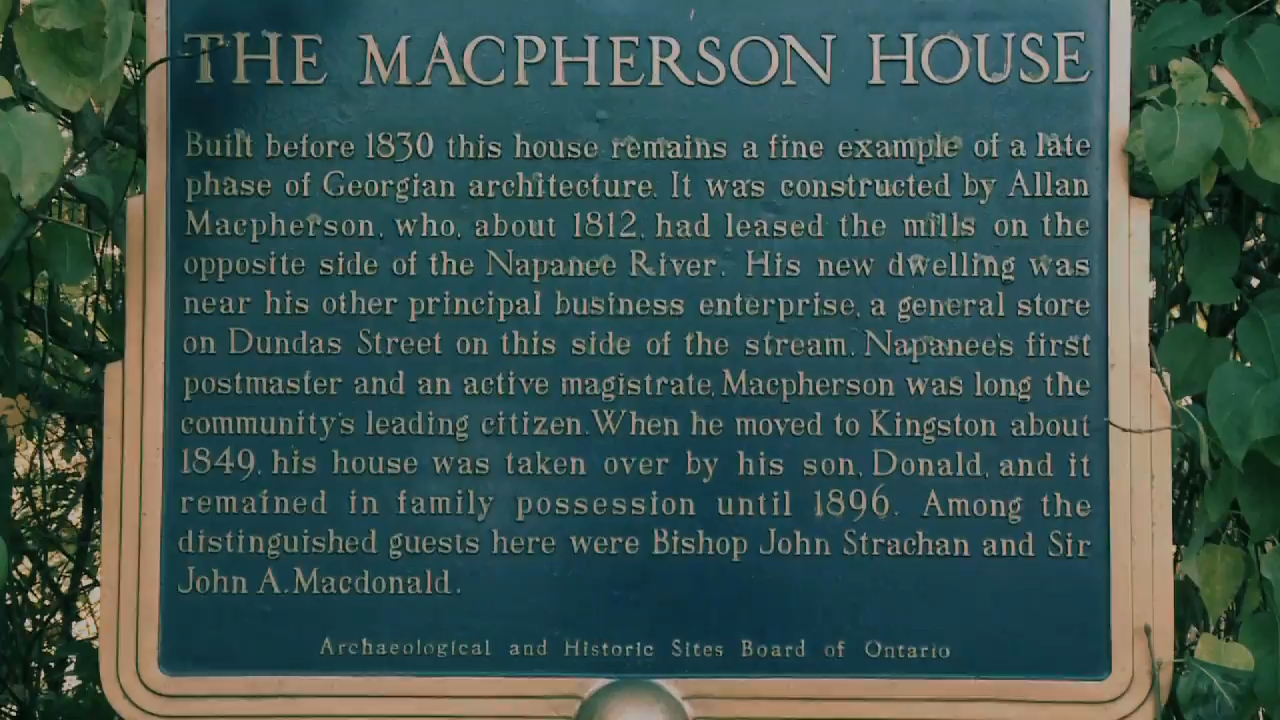 THE MACPHERSON HOUSE
Built before 1830 this house remains a fine example of a late
phase of Georgian architecture. It was constructed by Allan
Macpherson, who, about 1812, had leased the mills on the
opposite side of the Napanee River. His new dwelling was
near his other principal business enterprise, a general store
on Dundas Street on this side of the stream. Napanee's first
postmaster and an active magistrate, Macpherson was long the
community's leading citizen. When he moved to Kingston about
1849, his house was taken over by his son, Donald, and it
remained in family possession until 1896. Among the
distinguished guests here were Bishop John Strachan and Sir
John A. Macdonald.
Archaeological and Historic Sites Board of Ontario